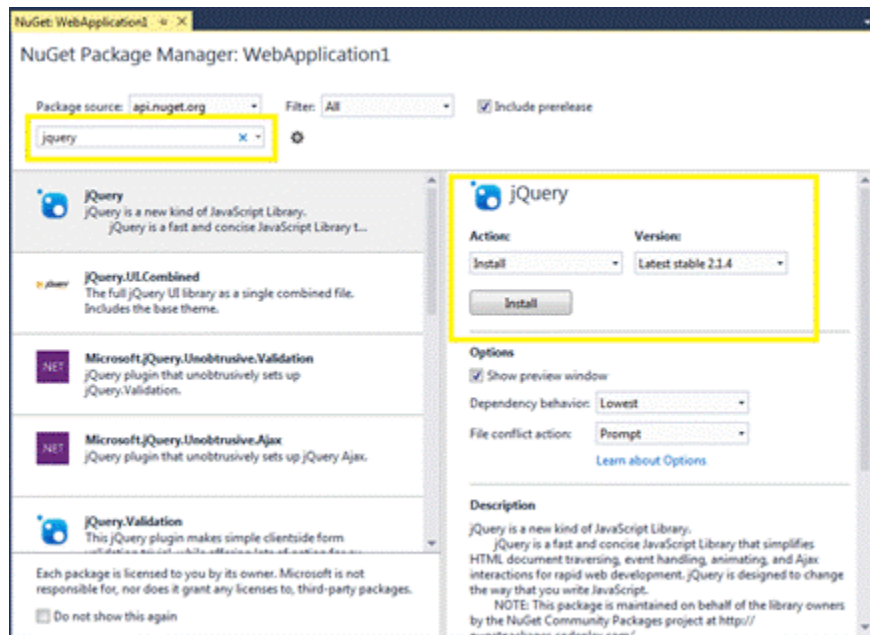 NuGet: WebApplication1
NuGet Package Manager: WebApplication1
Package source: api.nuget.org Filter: All Include prerelease
jquery
jQuery
jQuery is a new kind of JavaScript Library.
jQuery is a fast and concise JavaScript Library t...
jQuery.UI.Combined
The full jQuery UI library as a single combined file.
Includes the base theme.
.NET
Microsoft.jQuery.Unobtrusive.Validation
jQuery plugin that unobtrusively sets up
jQuery.Validation.
.NET
Microsoft.jQuery.Unobtrusive.Ajax
jQuery plugin that unobtrusively sets up jQuery Ajax.
jQuery.Validation
This jQuery plugin makes simple clientside form
Each package is licensed to you by its owner. Microsoft is not
responsible for, nor does it grant any licenses to, third-party packages.
Do not show this again
jQuery
Action: Version:
Install Latest stable 2.1.4
Install
Options
Show preview window
Dependency behavior: Lowest
File conflict action: Prompt
Learn about Options
Description
jQuery is a new kind of JavaScript Library.
jQuery is a fast and concise JavaScript Library that simplifies
HTML document traversing, event handling, animating, and Ajax
interactions for rapid web development. jQuery is designed to change
the way that you write JavaScript.
NOTE: This package is maintained on behalf of the library owners
by the NuGet Community Packages project at http://